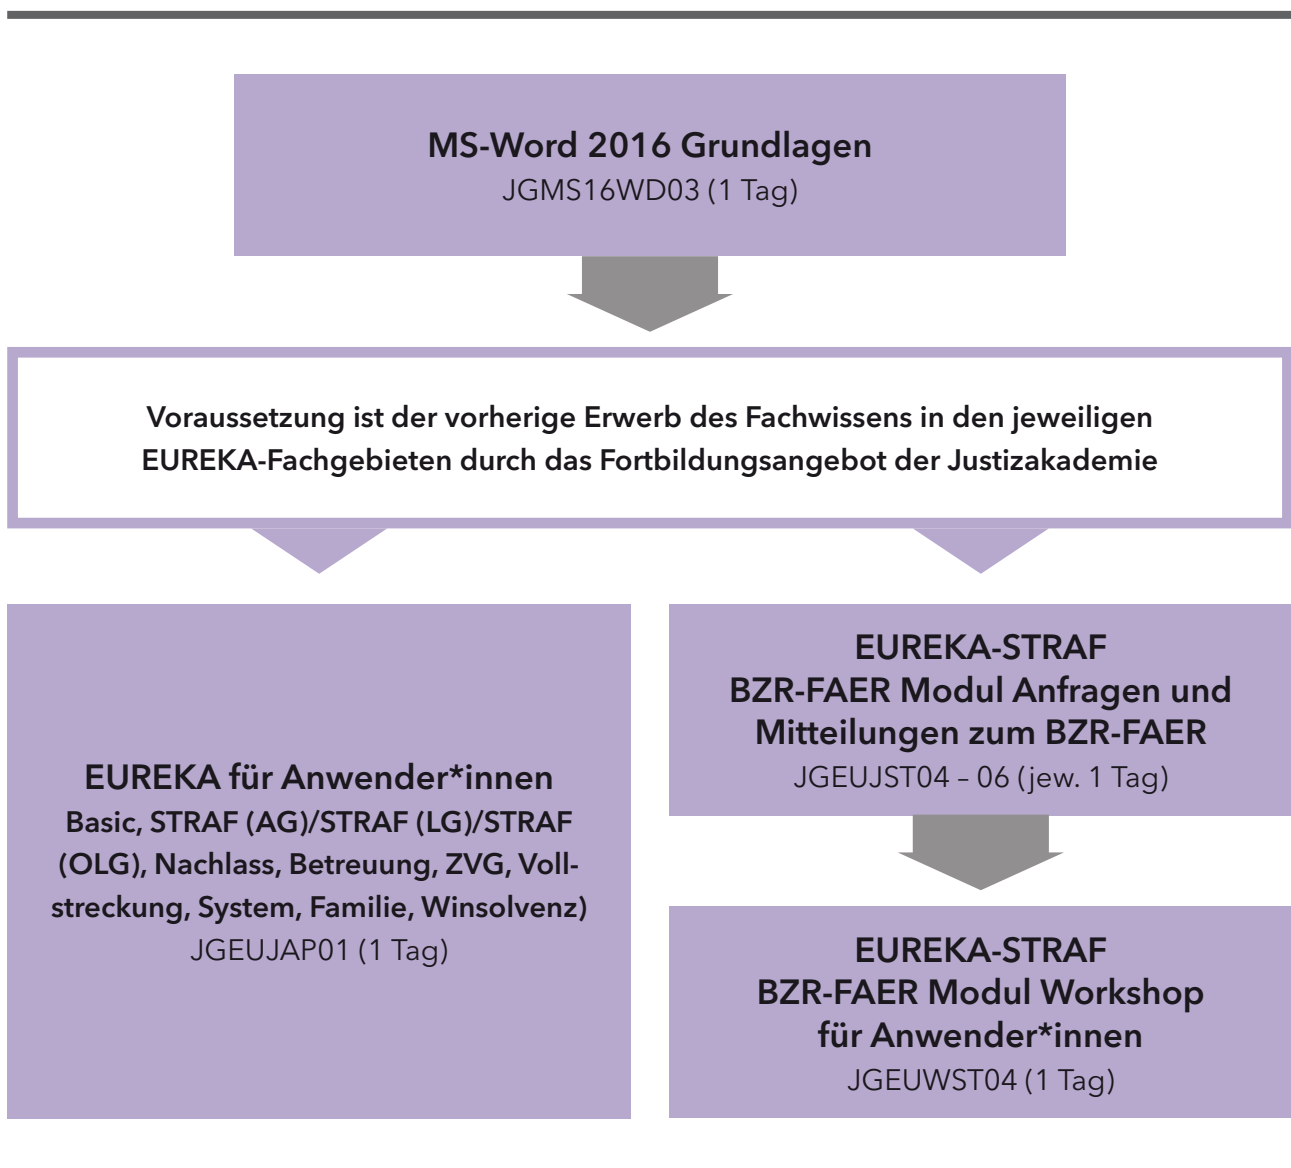 MS-Word 2016 Grundlagen
JGMS16WD03 (1 Tag)
Voraussetzung ist der vorherige Erwerb des Fachwissens in den jeweiligen
EUREKA-Fachgebieten durch das Fortbildungsangebot der Justizakademie
EUREKA für Anwender*innen
Basic, STRAF (AG)/STRAF (LG)/STRAF
(OLG), Nachlass, Betreuung, ZVG, Voll-
streckung, System, Familie, Winsolvenz)
JGEUJAP01 (1 Tag)
EUREKA-STRAF
BZR-FAER Modul Anfragen und
Mitteilungen zum BZR-FAER
JGEUJST04 – 06 (jew. 1 Tag)
EUREKA-STRAF
BZR-FAER Modul Workshop
für Anwender*innen
JGEUWST04 (1 Tag)